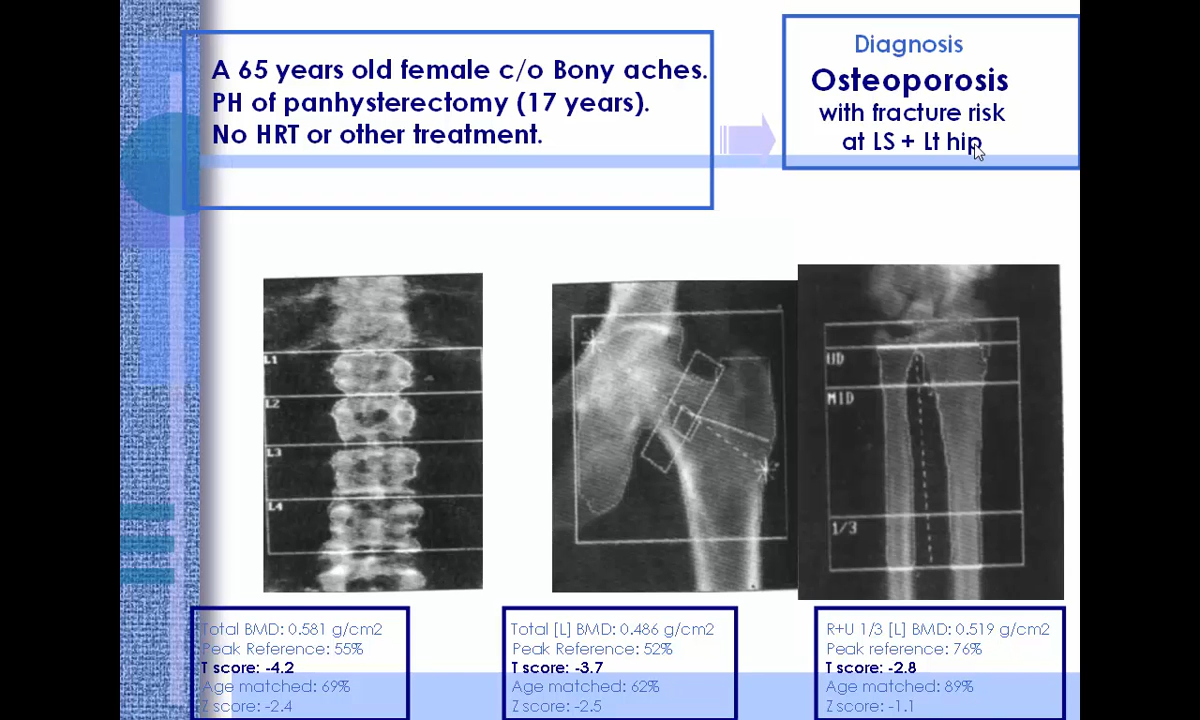 A 65 years old female c/o Bony aches.
PH of panhysterectomy (17 years).
No HRT or other treatment.
Diagnosis
Osteoporosis
with fracture risk
at LS + Lt hip
L1
L2
L3
L4
UD
MID
1/3
Total BMD: 0.581 g/cm2
Peak Reference: 55%
T score: -4.2
Age matched: 69%
Z score: -2.4
Total [L] BMD: 0.486 g/cm2
Peak Reference: 52%
T score: -3.7
Age matched: 62%
Z score: -2.5
R+U 1/3 [L] BMD: 0.519 g/cm2
Peak reference: 76%
T score: -2.8
Age matched: 89%
Z score: -1.1